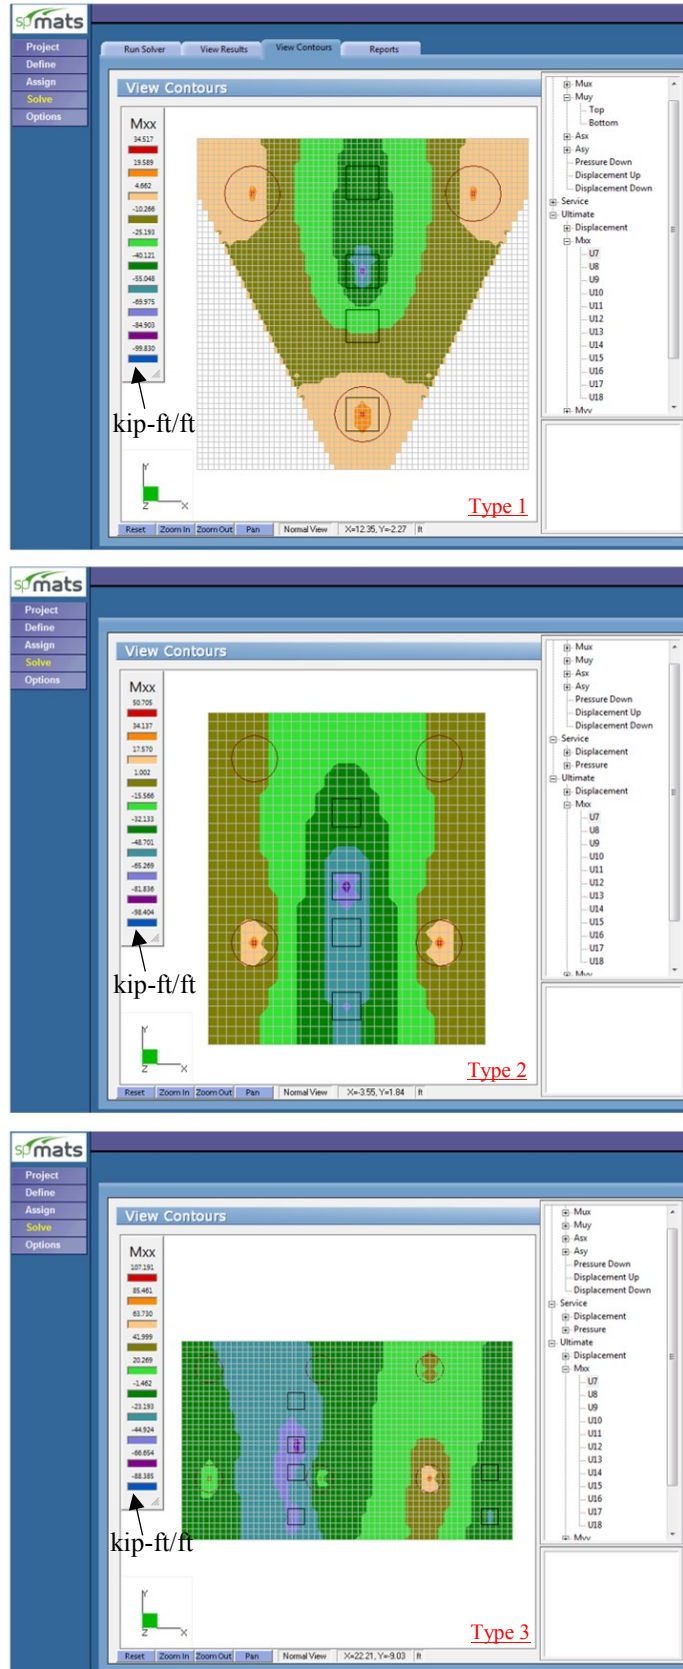 spmats
Project
Define
Assign
Solve
Options
Run Solver
View Results
View Contours
Reports
View Contours
Mxx
34.517
19.589
4.662
-10.266
-25.193
-40.121
-55.048
-69.975
-84.903
-99.830
kip-ft/ft
Y
Z X
Type 1
Reset Zoom In Zoom Out Pan Normal View X=12.35, Y=-2.27 ft
Mux
Muy
Top
Bottom
Asx
Asy
Pressure Down
Displacement Up
Displacement Down
Service
Ultimate
Displacement
Mxx
U7
U8
U9
U10
U11
U12
U13
U14
U15
U16
U17
U18
Myy
spmats
Project
Define
Assign
Solve
Options
View Contours
Mxx
50.705
34.137
17.570
1.002
-15.566
-32.133
-48.701
-65.269
-81.836
-98.404
kip-ft/ft
Y
Z X
Type 2
Reset Zoom In Zoom Out Pan Normal View X=-3.55, Y=1.84 ft
Mux
Muy
Asx
Asy
Pressure Down
Displacement Up
Displacement Down
Service
Displacement
Pressure
Ultimate
Displacement
Mxx
U7
U8
U9
U10
U11
U12
U13
U14
U15
U16
U17
U18
Myy
spmats
Project
Define
Assign
Solve
Options
View Contours
Mxx
107.191
85.461
63.730
41.999
20.269
-1.462
-23.193
-44.924
-66.654
-88.385
kip-ft/ft
Y
Z X
Type 3
Reset Zoom In Zoom Out Pan Normal View X=22.21, Y=-9.03 ft
Mux
Muy
Asx
Asy
Pressure Down
Displacement Up
Displacement Down
Service
Displacement
Pressure
Ultimate
Displacement
Mxx
U7
U8
U9
U10
U11
U12
U13
U14
U15
U16
U17
U18
Myy